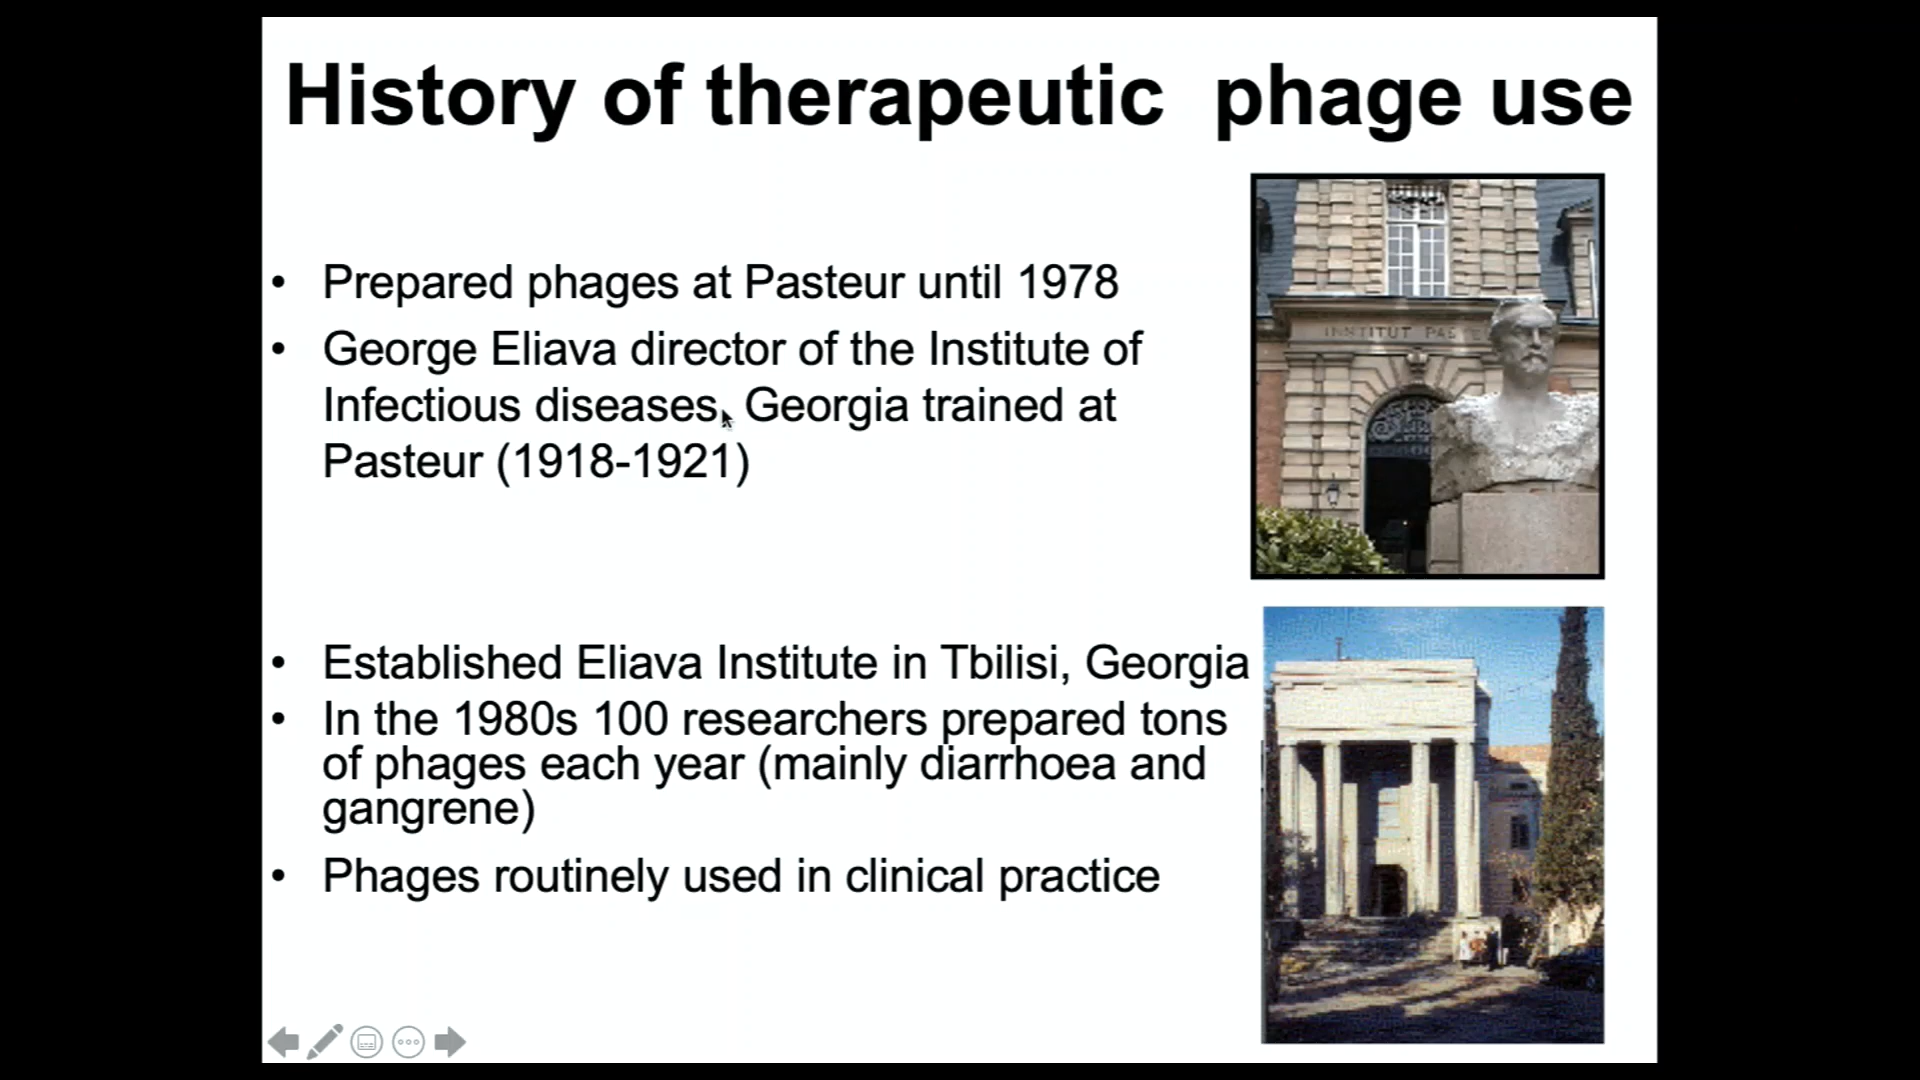 History of therapeutic  phage use
• Prepared phages at Pasteur until 1978
• George Eliava director of the Institute of
Infectious diseases, Georgia trained at
Pasteur (1918-1921)
INSTITUT PAS
• Established Eliava Institute in Tbilisi, Georgia
• In the 1980s 100 researchers prepared tons
of phages each year (mainly diarrhoea and
gangrene)
• Phages routinely used in clinical practice